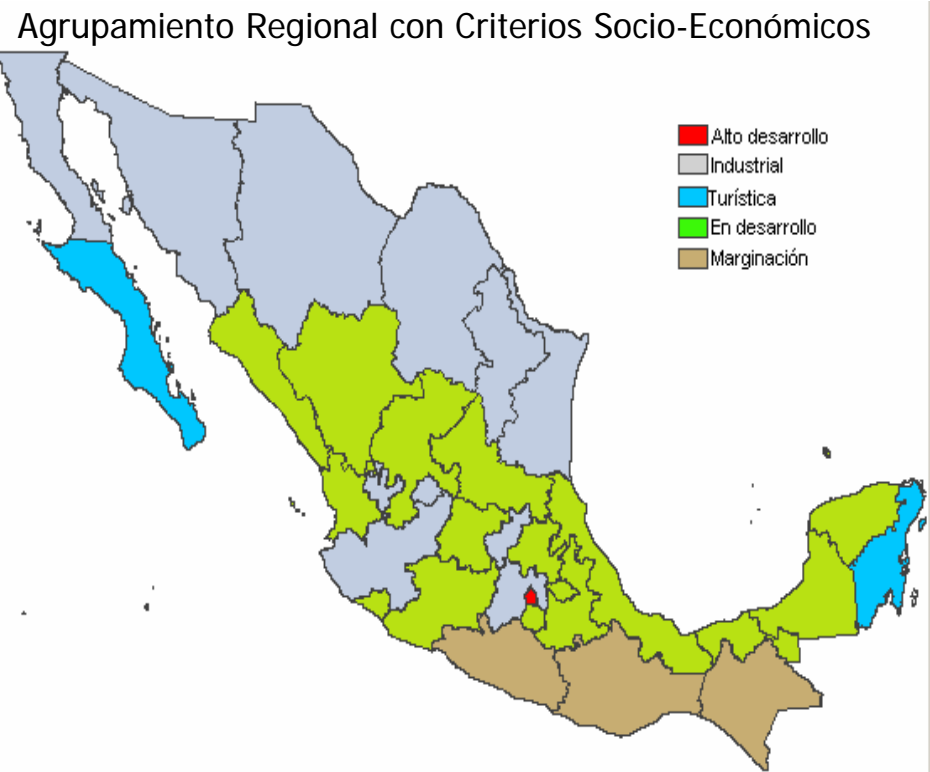 Agrupamiento Regional con Criterios Socio-Económicos
Alto desarrollo
Industrial
Turística
En desarrollo
Marginación